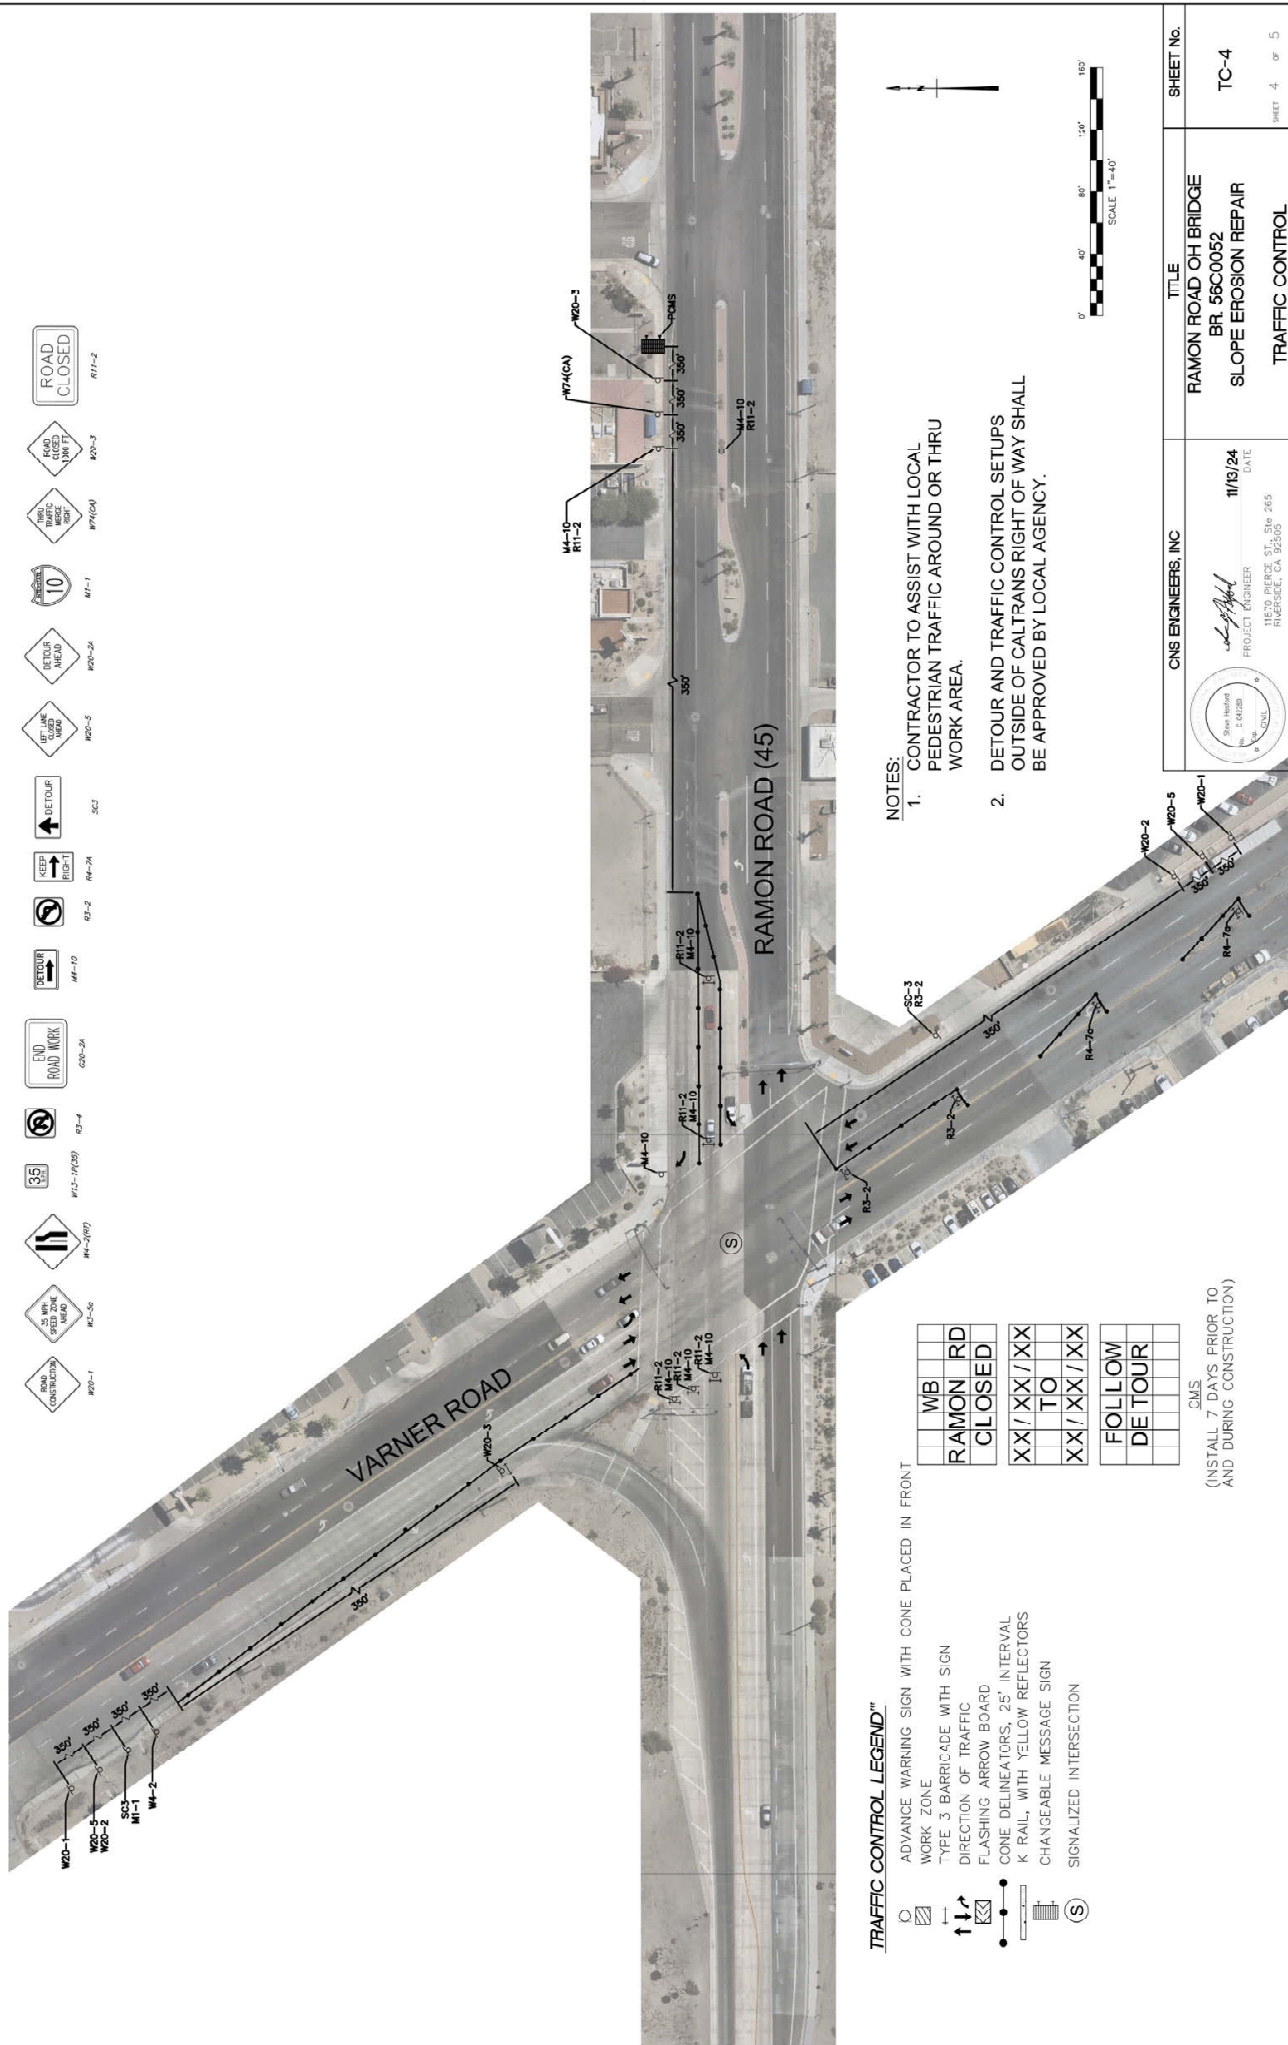 ROAD
CONSTRUCTION
W20-1
35 MPH
SPEED ZONE
AHEAD
W3-5a
W4-2(RT)
35
M.P.H.
W13-1P(35)
R3-4
END
ROAD WORK
G20-2A
DETOUR
M4-10
R3-2
KEEP
RIGHT
R4-7A
DETOUR
SC3
LEFT LANE
CLOSED
AHEAD
W20-5
DETOUR
AHEAD
W20-2A
INTERSTATE
10
M1-1
THRU
TRAFFIC
MERGE
RIGHT
W74(CA)
ROAD
CLOSED
1000 FT
W20-3
ROAD
CLOSED
R11-2
W20-1
350'
W20-5
W20-2
350'
SC3
M1-1
350'
W4-2
350'
350'
W20-3
VARNER ROAD
R11-2
M4-10
R11-2
M4-10
R11-2
M4-10
S
M4-10
R11-2
M4-10
R11-2
M4-10
350'
M4-10
R11-2
350'
W74(CA)
350'
W20-3
350'
PCMS
M4-10
R11-2
RAMON ROAD (45)
R3-2
R3-2
SC-3
R3-2
350'
R4-7a
R4-7a
W20-2
350'
W20-5
350'
W20-1
TRAFFIC CONTROL LEGEND"
ADVANCE WARNING SIGN WITH CONE PLACED IN FRONT
WORK ZONE
TYPE 3 BARRICADE WITH SIGN
DIRECTION OF TRAFFIC
FLASHING ARROW BOARD
CONE DELINEATORS, 25' INTERVAL
K RAIL, WITH YELLOW REFLECTORS
CHANGEABLE MESSAGE SIGN
S SIGNALIZED INTERSECTION
WB
RAMON RD
CLOSED
XX/XX/XX
TO
XX/XX/XX
FOLLOW
DETOUR
CMS
(INSTALL 7 DAYS PRIOR TO
AND DURING CONSTRUCTION)
NOTES:
1. CONTRACTOR TO ASSIST WITH LOCAL
PEDESTRIAN TRAFFIC AROUND OR THRU
WORK AREA.
2. DETOUR AND TRAFFIC CONTROL SETUPS
OUTSIDE OF CALTRANS RIGHT OF WAY SHALL
BE APPROVED BY LOCAL AGENCY.
N
0' 40' 80' 120' 160'
SCALE 1"=40'
CNS ENGINEERS, INC
Steve Hosford
No.
Exp.
CIVIL
11/13/24
PROJECT ENGINEER DATE
11870 PIERCE ST., Ste 265
RIVERSIDE, CA 92505
TITLE
RAMON ROAD OH BRIDGE
BR. 56C0052
SLOPE EROSION REPAIR
TRAFFIC CONTROL
SHEET No.
TC-4
SHEET 4 OF 5